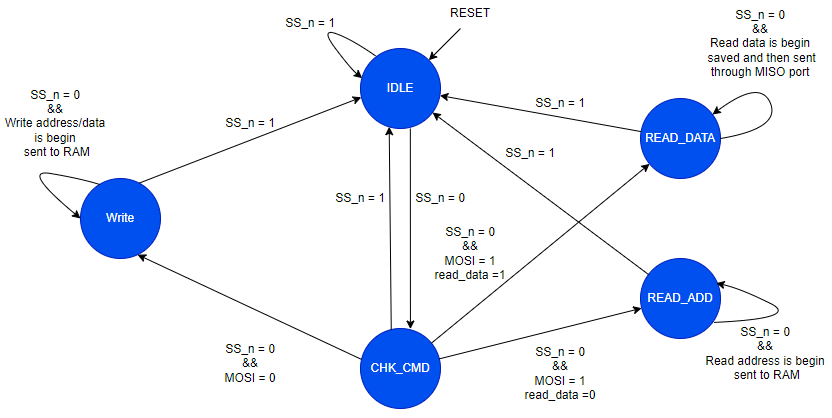 RESET
SS_n = 1
IDLE
SS_n = 0
&&
Read data is begin
saved and then sent
through MISO port
SS_n = 1
READ_DATA
SS_n = 0
&&
Write address/data
is begin
sent to RAM
SS_n = 1
SS_n = 1
Write
SS_n = 1
SS_n = 0
SS_n = 0
&&
MOSI = 1
read_data =1
READ_ADD
SS_n = 0
&&
MOSI = 0
CHK_CMD
SS_n = 0
&&
MOSI = 1
read_data =0
SS_n = 0
&&
Read address is begin
sent to RAM